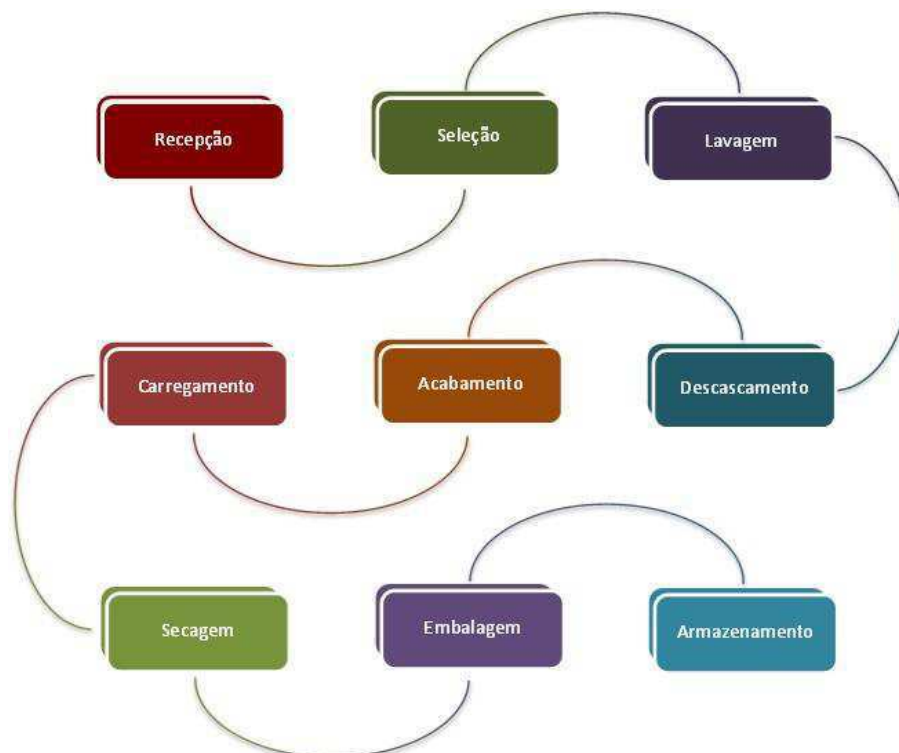 Recepção
Seleção
Lavagem
Descascamento
Acabamento
Carregamento
Secagem
Embalagem
Armazenamento